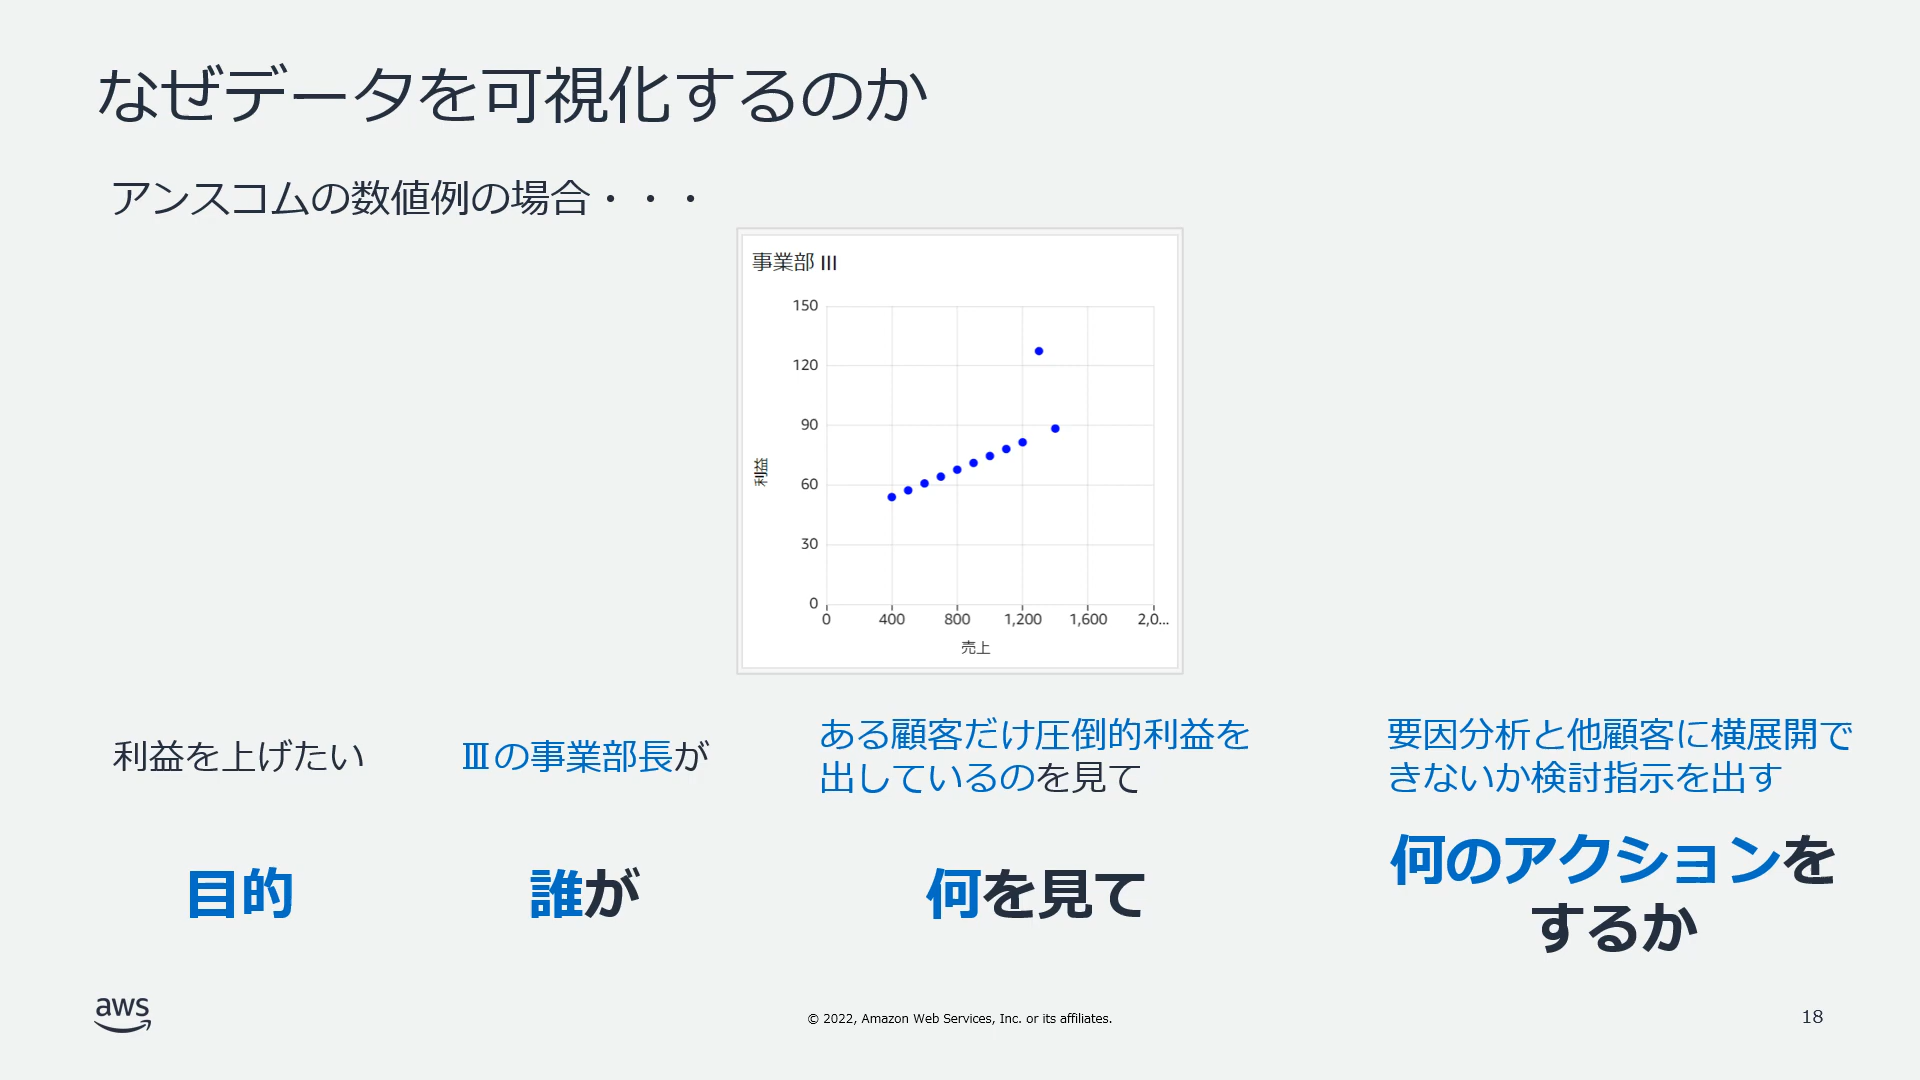 なぜデータを可視化するのか
アンスコムの数値例の場合・・・
事業部 III
150
120
90
60
30
0
利益
0 400 800 1,200 1,600 2,0...
売上
利益を上げたい
Ⅲの事業部長が
ある顧客だけ圧倒的利益を
出しているのを見て
要因分析と他顧客に横展開で
きないか検討指示を出す
目的
誰が
何を見て
何のアクションを
するか
aws
© 2022, Amazon Web Services, Inc. or its affiliates.
18